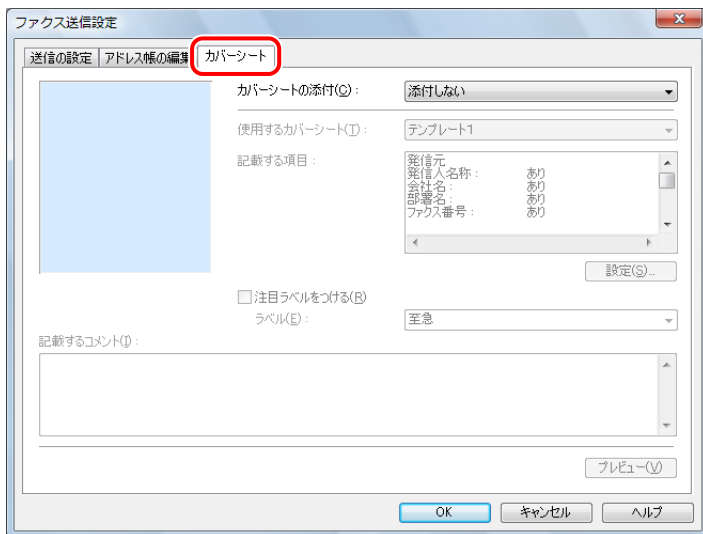 ファクス送信設定
送信の設定 アドレス帳の編集 カバーシート
カバーシートの添付(C)： 添付しない
使用するカバーシート(T)： テンプレート1
記載する項目：
発信元
発信人名称： あり
会社名： あり
部署名： あり
ファクス番号： あり
設定(S)...
注目ラベルをつける(R)
ラベル(E)： 至急
記載するコメント(I)：
プレビュー(V)
OK キャンセル ヘルプ